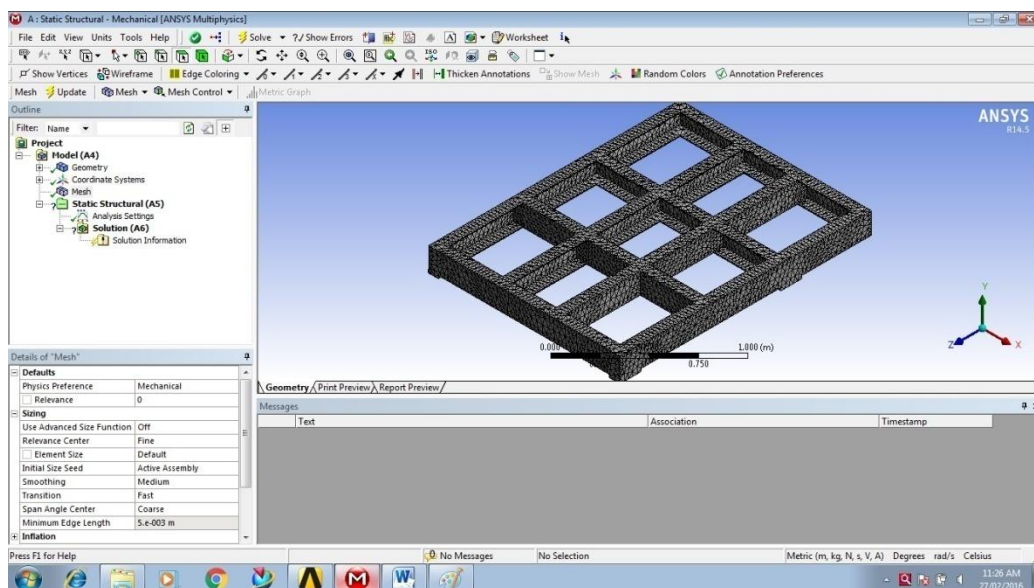 A : Static Structural - Mechanical [ANSYS Multiphysics]
File Edit View Units Tools Help Solve ?/ Show Errors A Worksheet
Show Vertices Wireframe Edge Coloring Thicken Annotations Show Mesh Random Colors Annotation Preferences
Mesh Update Mesh Mesh Control Metric Graph
Outline
Filter: Name
Project
Model (A4)
Geometry
Coordinate Systems
Mesh
Static Structural (A5)
Analysis Settings
Solution (A6)
Solution Information
ANSYS
R14.5
Y
Z X
0.000 1.000 (m)
0.750
Details of "Mesh"
Defaults
Physics Preference Mechanical
Relevance 0
Sizing
Use Advanced Size Function Off
Relevance Center Fine
Element Size Default
Initial Size Seed Active Assembly
Smoothing Medium
Transition Fast
Span Angle Center Coarse
Minimum Edge Length 5.e-003 m
Inflation
Geometry Print Preview Report Preview
Messages
Text Association Timestamp
Press F1 for Help No Messages No Selection Metric (m, kg, N, s, V, A) Degrees rad/s Celsius
11:26 AM
27/02/2016